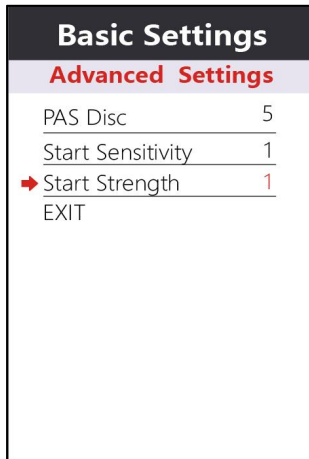 Basic Settings
Advanced Settings
PAS Disc 5
Start Sensitivity 1
Start Strength 1
EXIT